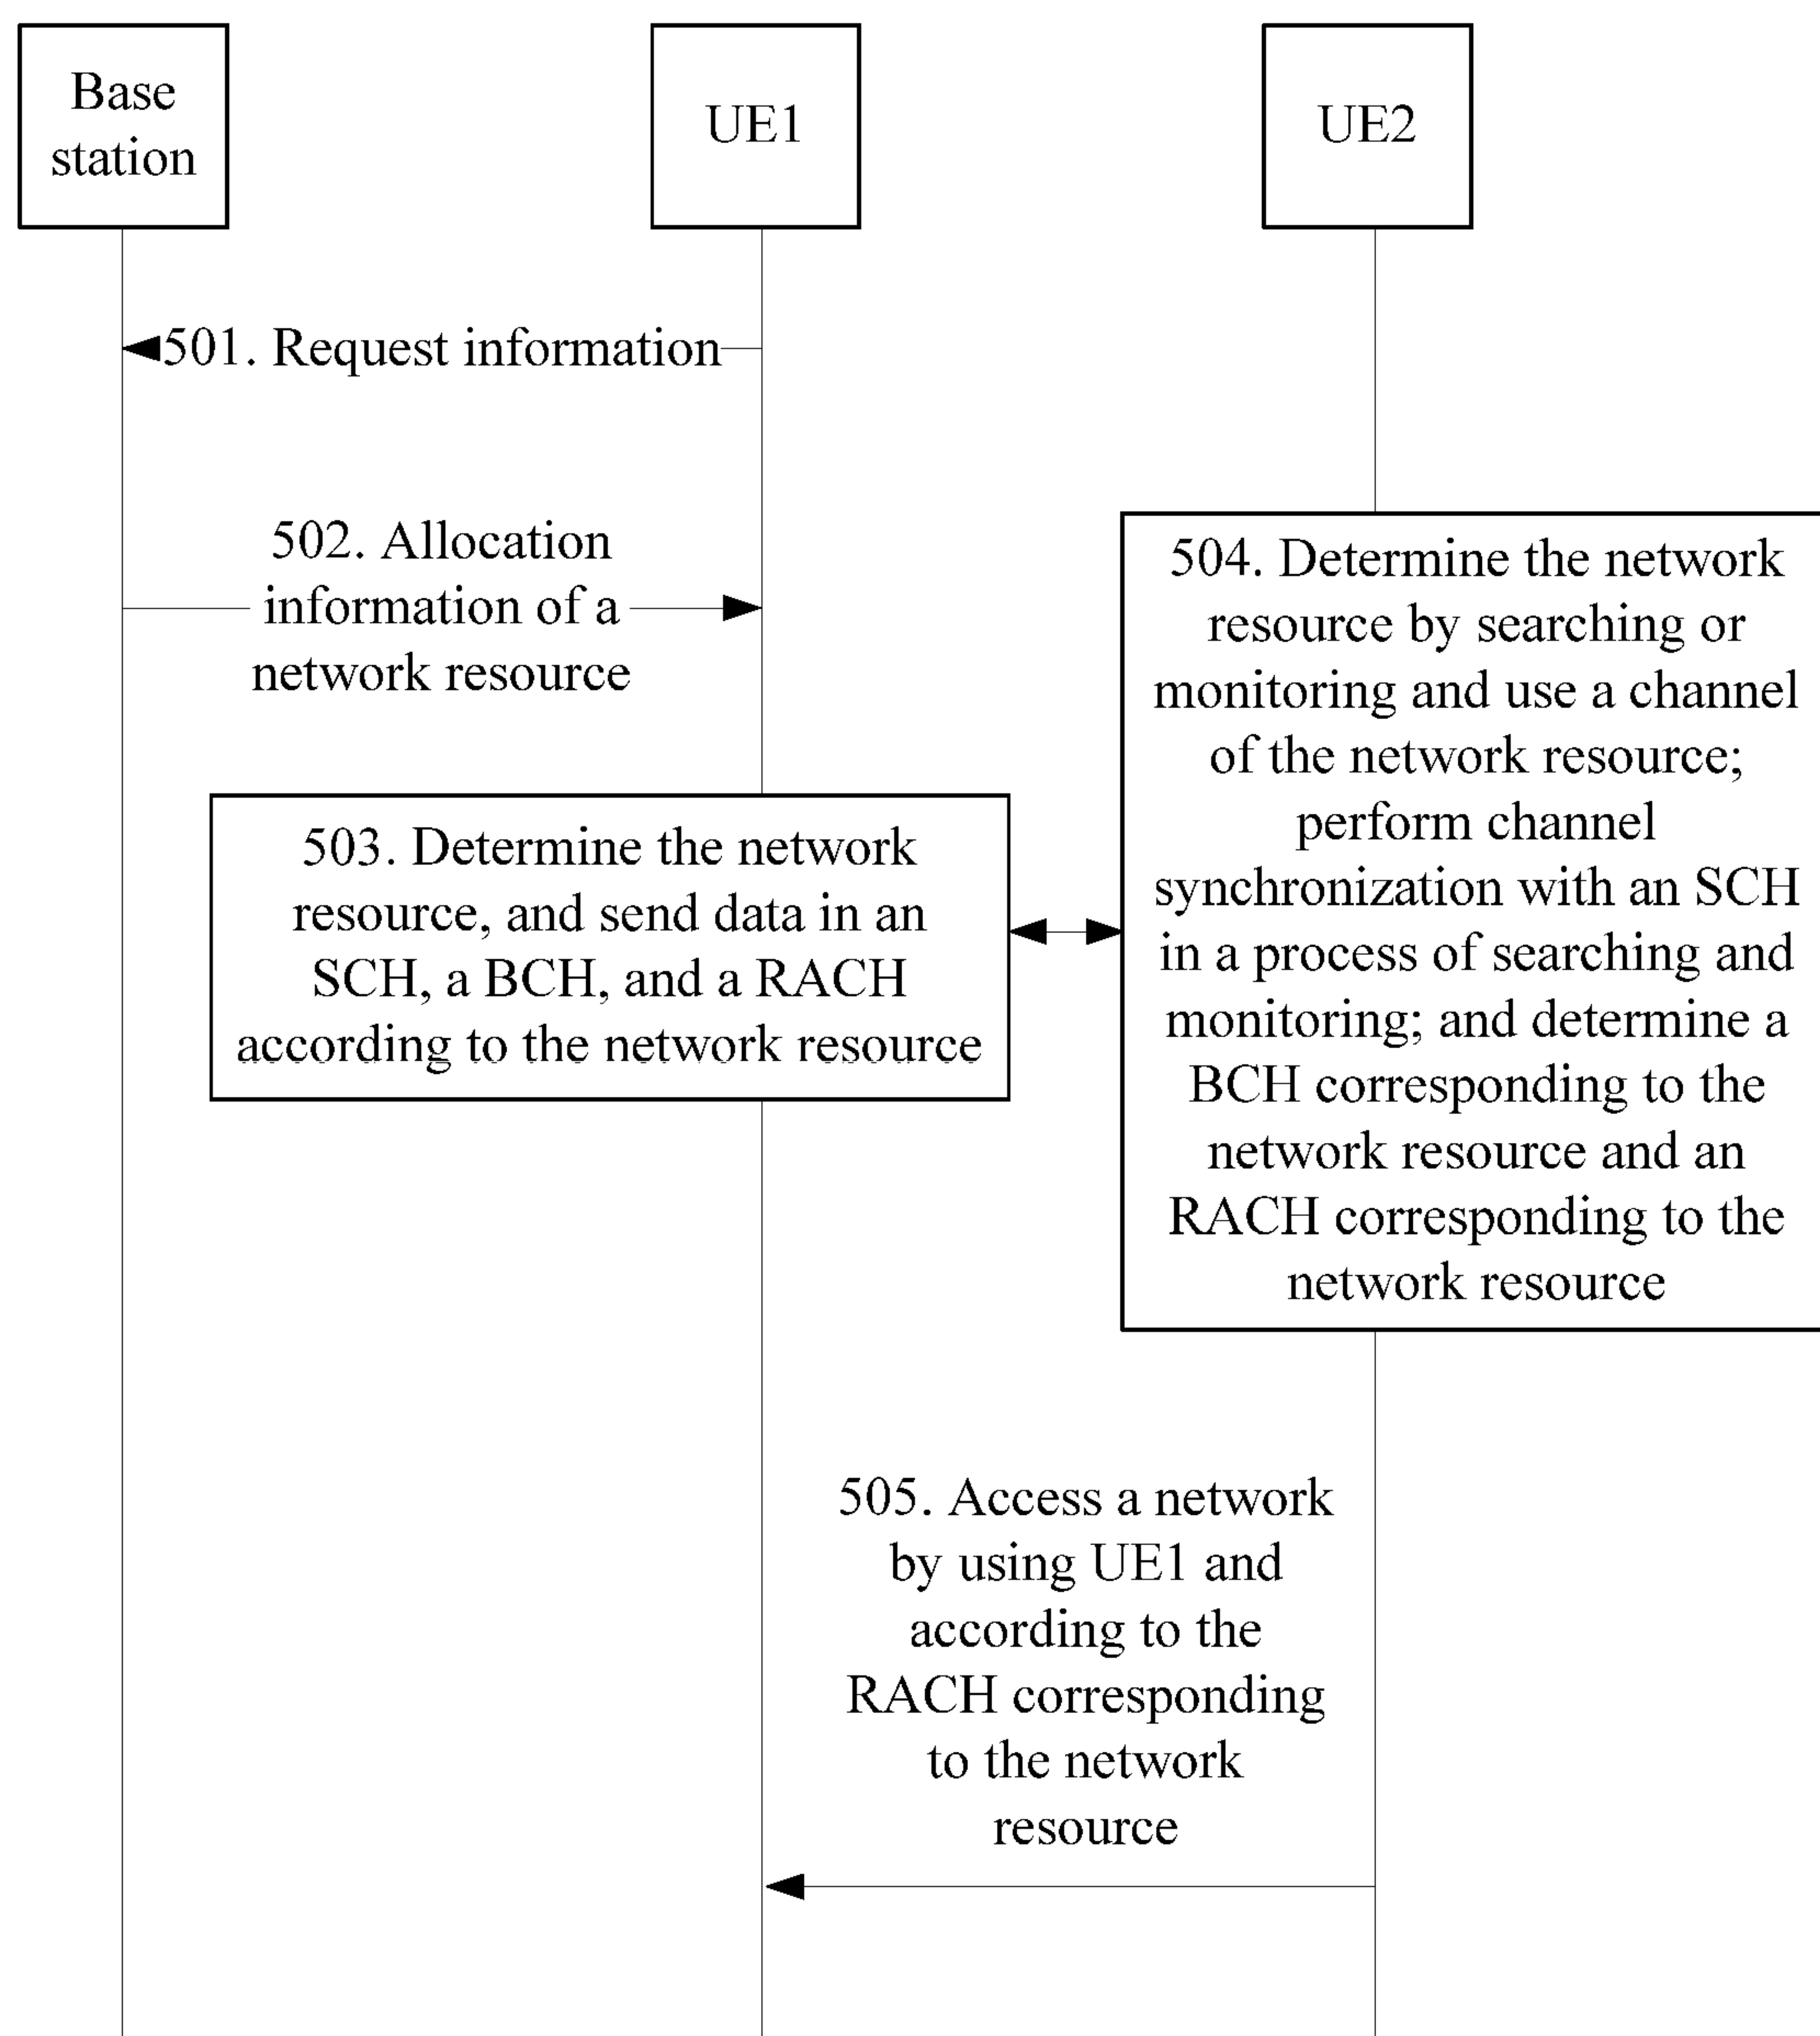 Base
station
UE1
UE2
501. Request information
502. Allocation
information of a
network resource
503. Determine the network
resource, and send data in an
SCH, a BCH, and a RACH
according to the network resource
504. Determine the network
resource by searching or
monitoring and use a channel
of the network resource;
perform channel
synchronization with an SCH
in a process of searching and
monitoring; and determine a
BCH corresponding to the
network resource and an
RACH corresponding to the
network resource
505. Access a network
by using UE1 and
according to the
RACH corresponding
to the network
resource